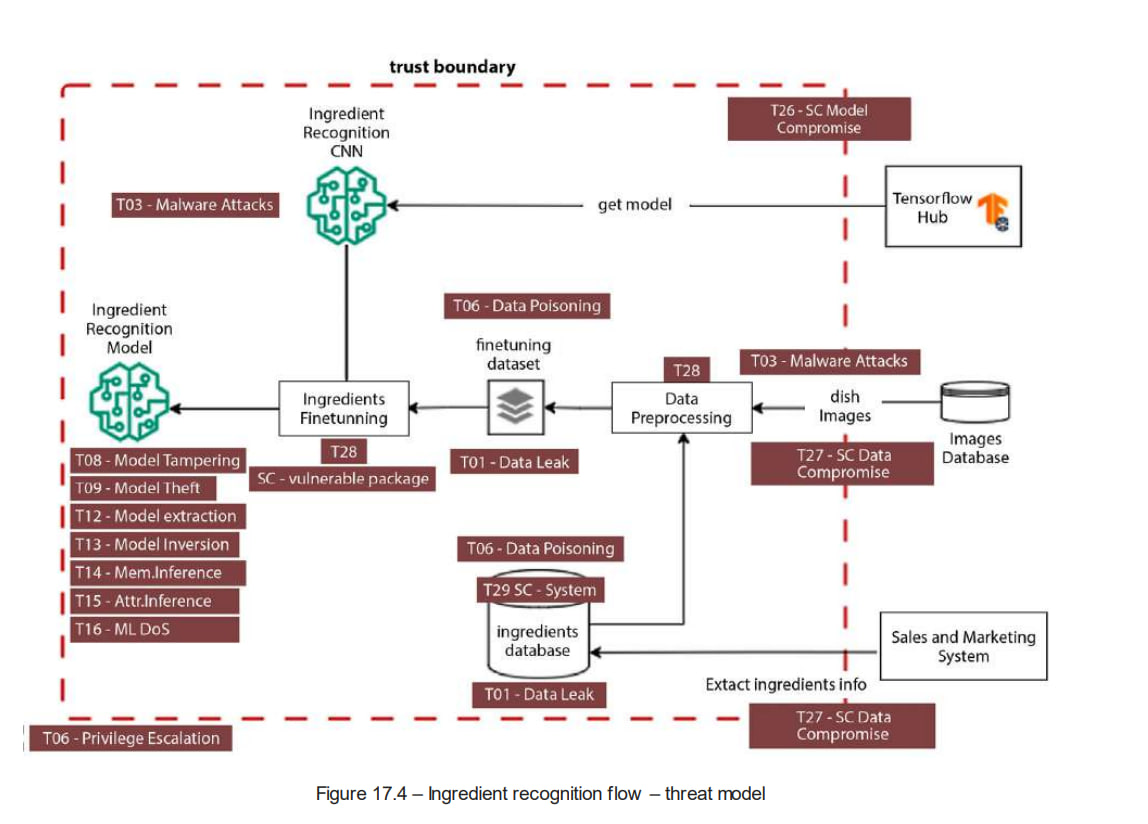 trust boundary
T26 - SC Model
Compromise
Ingredient
Recognition
CNN
T03 - Malware Attacks
get model
Tensorflow
Hub
T06 - Data Poisoning
Ingredient
Recognition
Model
finetuning
dataset
T28
T03 - Malware Attacks
Ingredients
Finetunning
Data
Preprocessing
dish
Images
Images
Database
T28
SC - vulnerable package
T01 - Data Leak
T27 - SC Data
Compromise
T08 - Model Tampering
T09 - Model Theft
T12 - Model extraction
T13 - Model Inversion
T14 - Mem.Inference
T15 - Attr.Inference
T16 - ML DoS
T06 - Data Poisoning
T29 SC - System
ingredients
database
T01 - Data Leak
Sales and Marketing
System
Extact ingredients info
T27 - SC Data
Compromise
T06 - Privilege Escalation
Figure 17.4 – Ingredient recognition flow – threat model